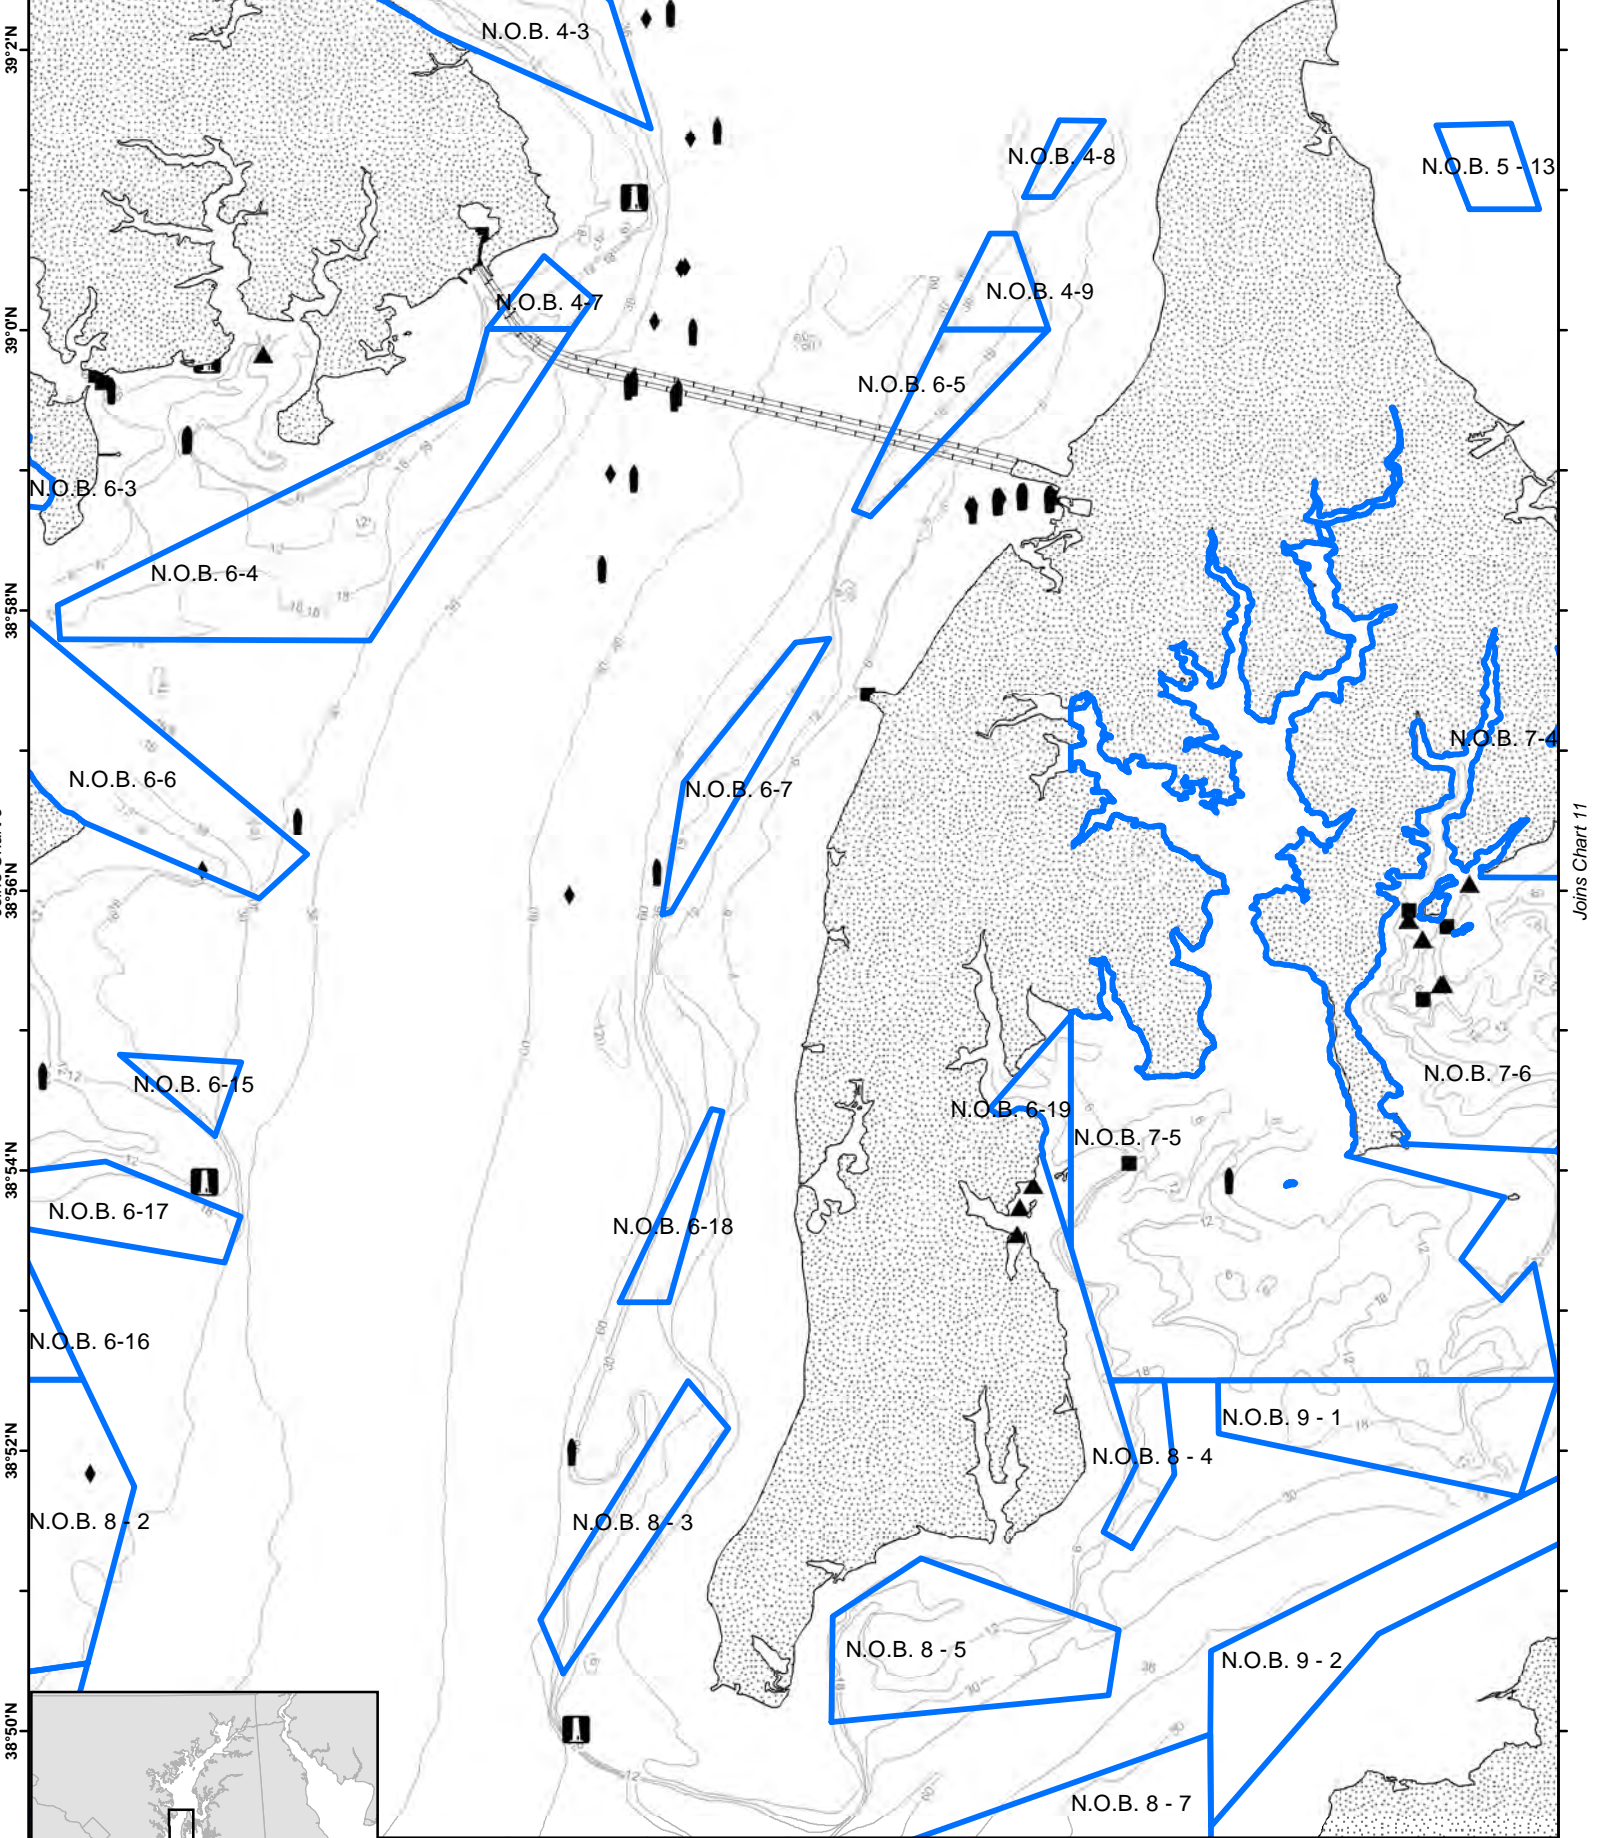 39°2'N
N.O.B. 4-3
N.O.B. 4-8
N.O.B. 5 - 13
N.O.B. 4-7
N.O.B. 4-9
39°0'N
N.O.B. 6-5
N.O.B. 6-3
N.O.B. 6-4
38°58'N
N.O.B. 7-4
N.O.B. 6-6
N.O.B. 6-7
Joins Chart 11
38°56'N
N.O.B. 7-6
N.O.B. 6-15
N.O.B. 6-19
N.O.B. 7-5
38°54'N
N.O.B. 6-17
N.O.B. 6-18
N.O.B. 6-16
N.O.B. 9 - 1
38°52'N
N.O.B. 8 - 4
N.O.B. 8 - 2
N.O.B. 8 - 3
N.O.B. 8 - 5
N.O.B. 9 - 2
38°50'N
N.O.B. 8 - 7